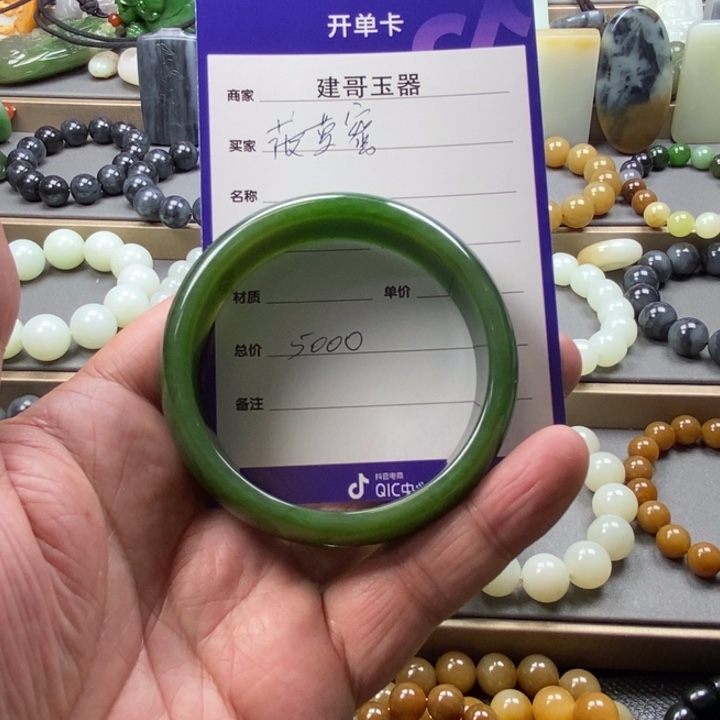 开单卡
商家 建哥玉器
买家
名称
材质 单价
总价 5000
备注
抖音电商
QIC中心